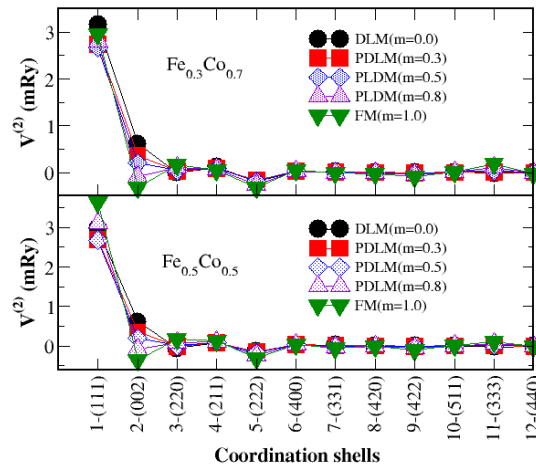 3
2
1
0
V(2) (mRy)
Fe0.3Co0.7
DLM(m=0.0)
PDLM(m=0.3)
PLDM(m=0.5)
PLDM(m=0.8)
FM(m=1.0)
3
2
1
0
V(2) (mRy)
Fe0.5Co0.5
DLM(m=0.0)
PDLM(m=0.3)
PDLM(m=0.5)
PDLM(m=0.8)
FM(m=1.0)
1-(111)
2-(002)
3-(220)
4-(211)
5-(222)
6-(400)
7-(331)
8-(420)
9-(422)
10-(511)
11-(333)
12-(440)
Coordination shells